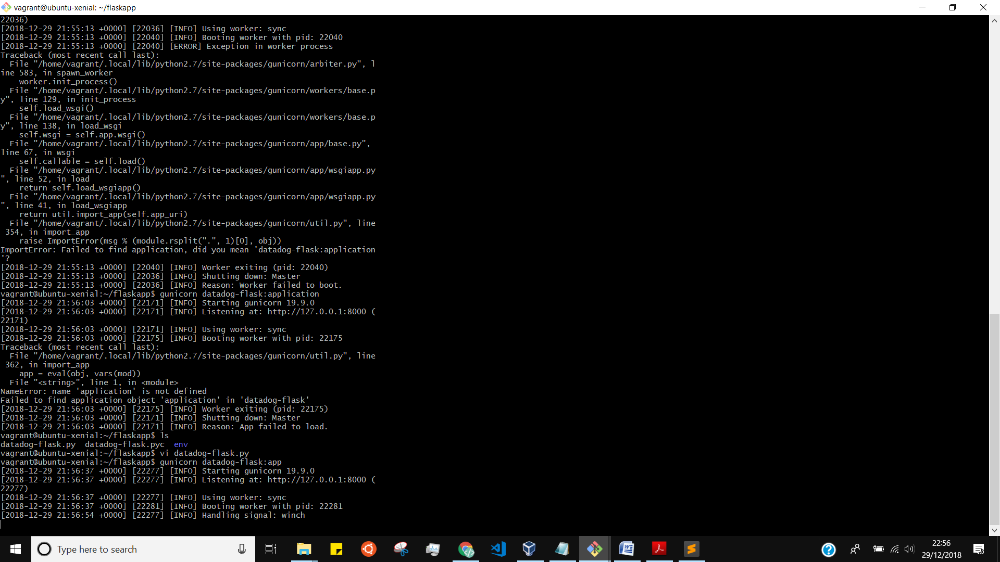 vagrant@ubuntu-xenial: ~/flaskapp
22036)
[2018-12-29 21:55:13 +0000] [22036] [INFO] Using worker: sync
[2018-12-29 21:55:13 +0000] [22040] [INFO] Booting worker with pid: 22040
[2018-12-29 21:55:13 +0000] [22040] [ERROR] Exception in worker process
Traceback (most recent call last):
  File "/home/vagrant/.local/lib/python2.7/site-packages/gunicorn/arbiter.py", l
ine 583, in spawn_worker
    worker.init_process()
  File "/home/vagrant/.local/lib/python2.7/site-packages/gunicorn/workers/base.p
y", line 129, in init_process
    self.load_wsgi()
  File "/home/vagrant/.local/lib/python2.7/site-packages/gunicorn/workers/base.p
y", line 138, in load_wsgi
    self.wsgi = self.app.wsgi()
  File "/home/vagrant/.local/lib/python2.7/site-packages/gunicorn/app/base.py",
line 67, in wsgi
    self.callable = self.load()
  File "/home/vagrant/.local/lib/python2.7/site-packages/gunicorn/app/wsgiapp.py
", line 52, in load
    return self.load_wsgiapp()
  File "/home/vagrant/.local/lib/python2.7/site-packages/gunicorn/app/wsgiapp.py
", line 41, in load_wsgiapp
    return util.import_app(self.app_uri)
  File "/home/vagrant/.local/lib/python2.7/site-packages/gunicorn/util.py", line
 354, in import_app
    raise ImportError(msg % (module.rsplit(".", 1)[0], obj))
ImportError: Failed to find application, did you mean 'datadog-flask:application
'?
[2018-12-29 21:55:13 +0000] [22040] [INFO] Worker exiting (pid: 22040)
[2018-12-29 21:55:13 +0000] [22036] [INFO] Shutting down: Master
[2018-12-29 21:55:13 +0000] [22036] [INFO] Reason: Worker failed to boot.
vagrant@ubuntu-xenial:~/flaskapp$ gunicorn datadog-flask:application
[2018-12-29 21:56:03 +0000] [22171] [INFO] Starting gunicorn 19.9.0
[2018-12-29 21:56:03 +0000] [22171] [INFO] Listening at: http://127.0.0.1:8000 (
22171)
[2018-12-29 21:56:03 +0000] [22171] [INFO] Using worker: sync
[2018-12-29 21:56:03 +0000] [22175] [INFO] Booting worker with pid: 22175
Traceback (most recent call last):
  File "/home/vagrant/.local/lib/python2.7/site-packages/gunicorn/util.py", line
 362, in import_app
    app = eval(obj, vars(mod))
  File "<string>", line 1, in <module>
NameError: name 'application' is not defined
Failed to find application object 'application' in 'datadog-flask'
[2018-12-29 21:56:03 +0000] [22175] [INFO] Worker exiting (pid: 22175)
[2018-12-29 21:56:03 +0000] [22171] [INFO] Shutting down: Master
[2018-12-29 21:56:03 +0000] [22171] [INFO] Reason: App failed to load.
vagrant@ubuntu-xenial:~/flaskapp$ ls
datadog-flask.py  datadog-flask.pyc  env
vagrant@ubuntu-xenial:~/flaskapp$ vi datadog-flask.py
vagrant@ubuntu-xenial:~/flaskapp$ gunicorn datadog-flask:app
[2018-12-29 21:56:37 +0000] [22277] [INFO] Starting gunicorn 19.9.0
[2018-12-29 21:56:37 +0000] [22277] [INFO] Listening at: http://127.0.0.1:8000 (
22277)
[2018-12-29 21:56:37 +0000] [22277] [INFO] Using worker: sync
[2018-12-29 21:56:37 +0000] [22281] [INFO] Booting worker with pid: 22281
[2018-12-29 21:56:54 +0000] [22277] [INFO] Handling signal: winch
Type here to search
22:56
29/12/2018